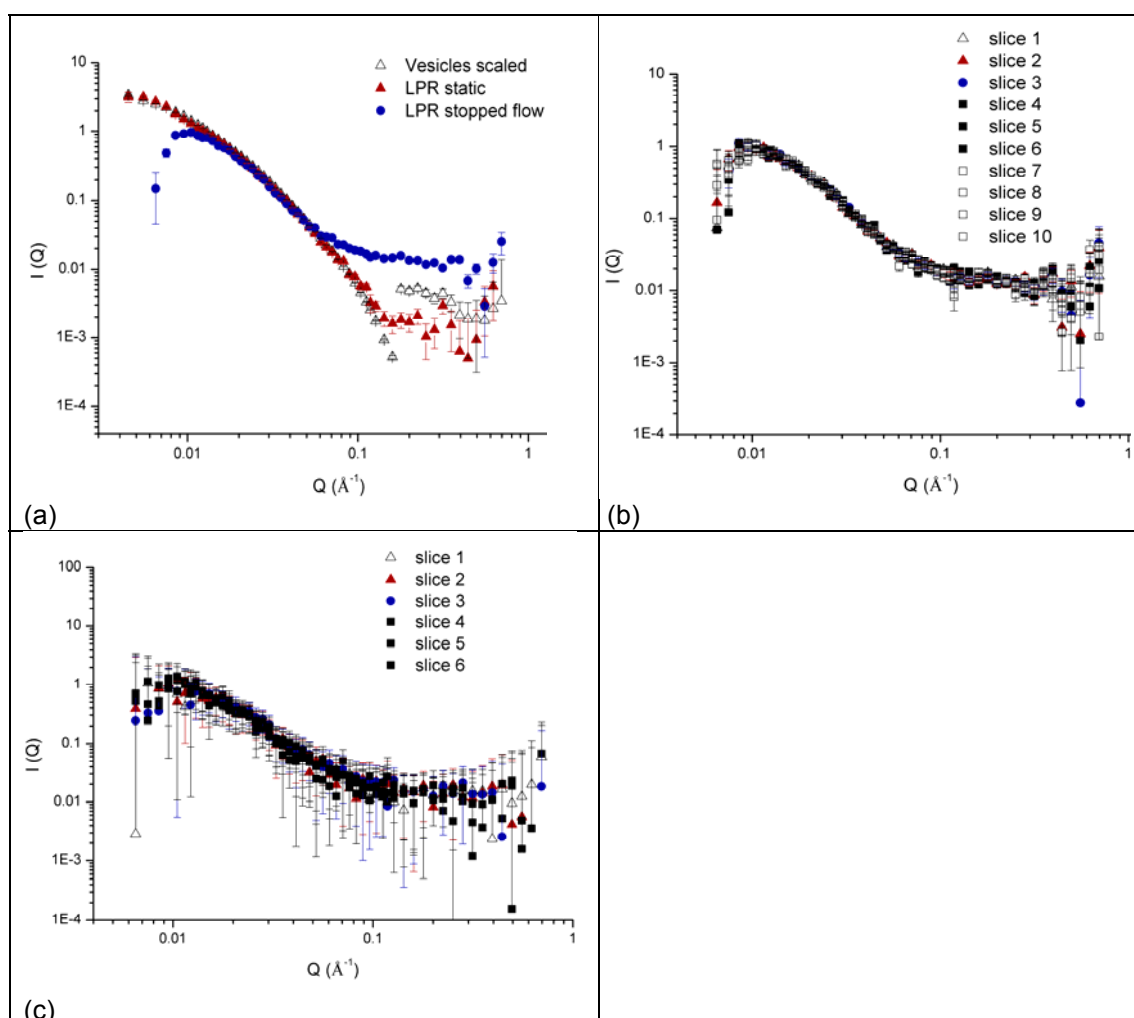 Vesicles scaled
LPR static
LPR stopped flow
10
1
0.1
0.01
1E-3
1E-4
I (Q)
0.01
0.1
1
Q (Å⁻¹)
(a)
slice 1
slice 2
slice 3
slice 4
slice 5
slice 6
slice 7
slice 8
slice 9
slice 10
10
1
0.1
0.01
1E-3
1E-4
I (Q)
0.01
0.1
1
Q (Å⁻¹)
(b)
slice 1
slice 2
slice 3
slice 4
slice 5
slice 6
100
10
1
0.1
0.01
1E-3
1E-4
I (Q)
0.01
0.1
1
Q (Å⁻¹)
(c)